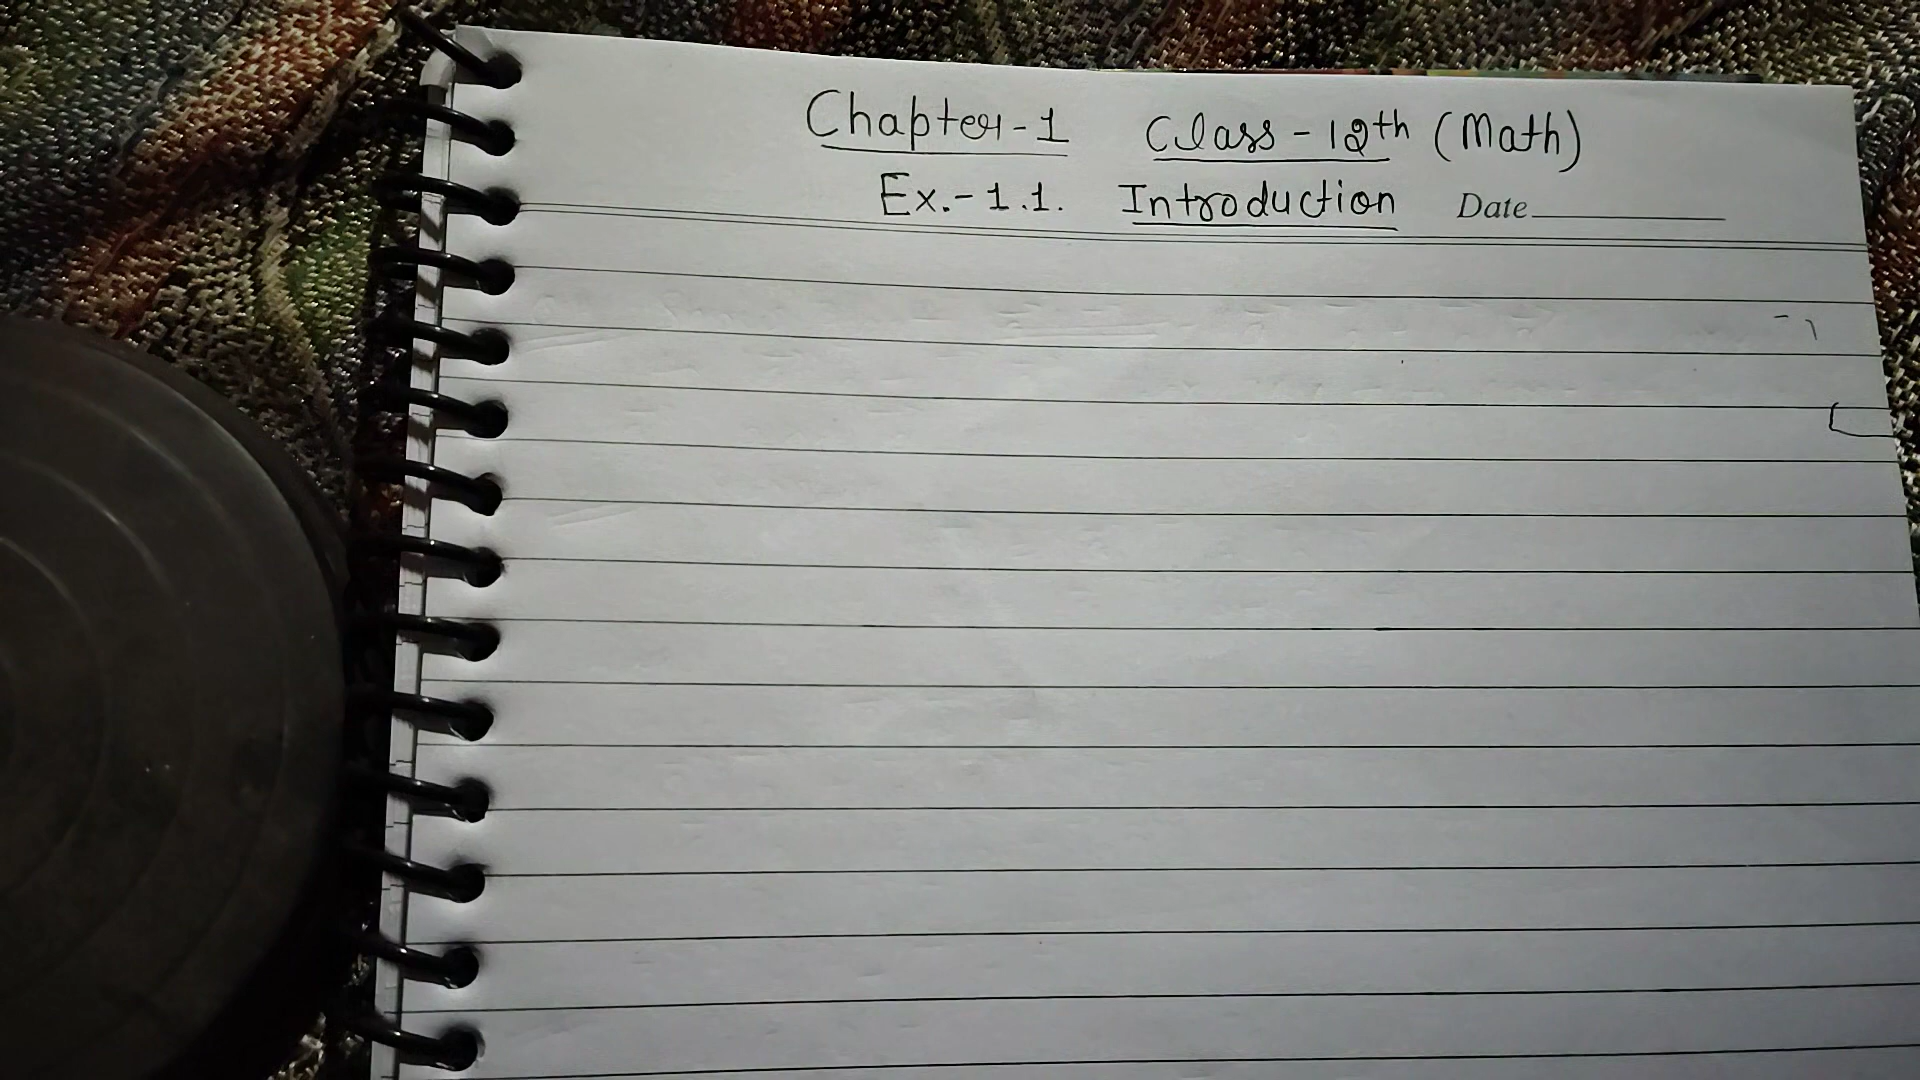 Chapter-1 Class-12th (Math)
Ex.-1.1. Introduction Date